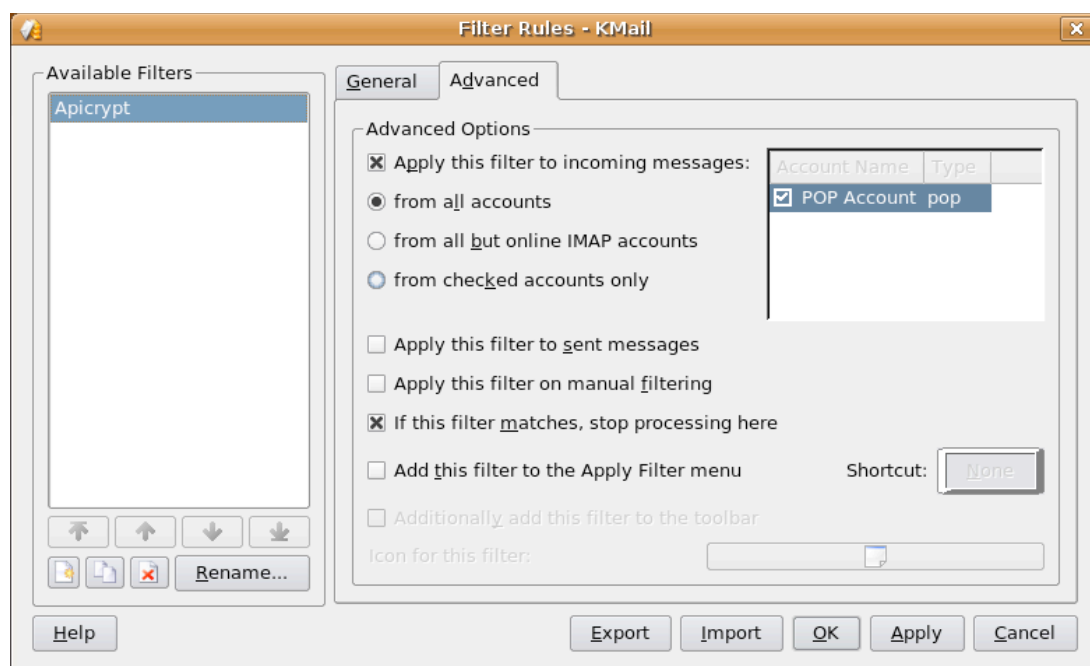 Filter Rules - KMail
Available Filters
Apicrypt
Rename...
General
Advanced
Advanced Options
Apply this filter to incoming messages:
from all accounts
from all but online IMAP accounts
from checked accounts only
Account Name Type
POP Account pop
Apply this filter to sent messages
Apply this filter on manual filtering
If this filter matches, stop processing here
Add this filter to the Apply Filter menu
Shortcut: None
Additionally add this filter to the toolbar
Icon for this filter:
Help
Export
Import
OK
Apply
Cancel